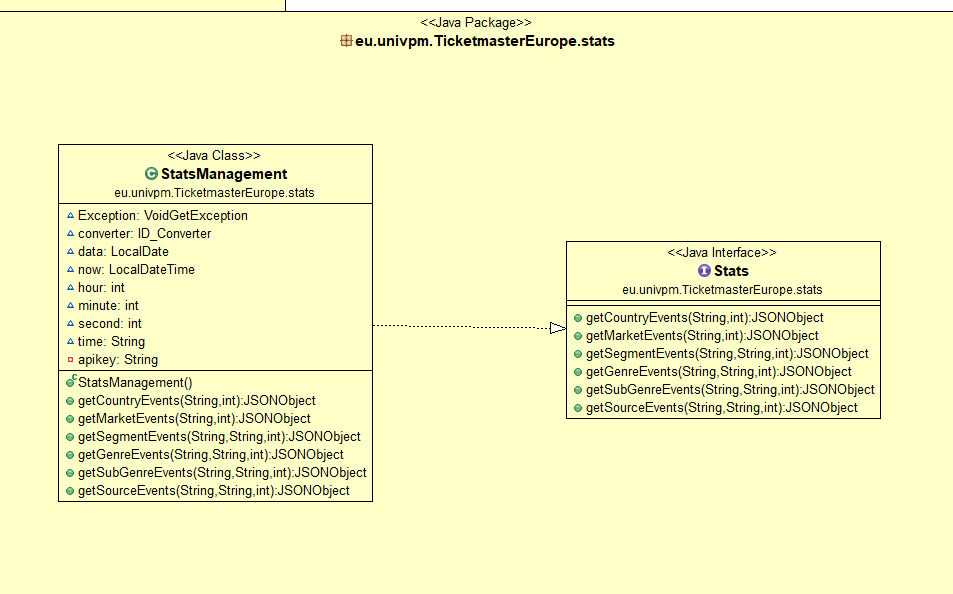 <<Java Package>>
eu.univpm.TicketmasterEurope.stats
<<Java Class>>
C StatsManagement
eu.univpm.TicketmasterEurope.stats
Exception: VoidGetException
converter: ID_Converter
data: LocalDate
now: LocalDateTime
hour: int
minute: int
second: int
time: String
apikey: String
C StatsManagement()
getCountryEvents(String,int):JSONObject
getMarketEvents(String,int):JSONObject
getSegmentEvents(String,String,int):JSONObject
getGenreEvents(String,String,int):JSONObject
getSubGenreEvents(String,String,int):JSONObject
getSourceEvents(String,String,int):JSONObject
<<Java Interface>>
I Stats
eu.univpm.TicketmasterEurope.stats
getCountryEvents(String,int):JSONObject
getMarketEvents(String,int):JSONObject
getSegmentEvents(String,String,int):JSONObject
getGenreEvents(String,String,int):JSONObject
getSubGenreEvents(String,String,int):JSONObject
getSourceEvents(String,String,int):JSONObject